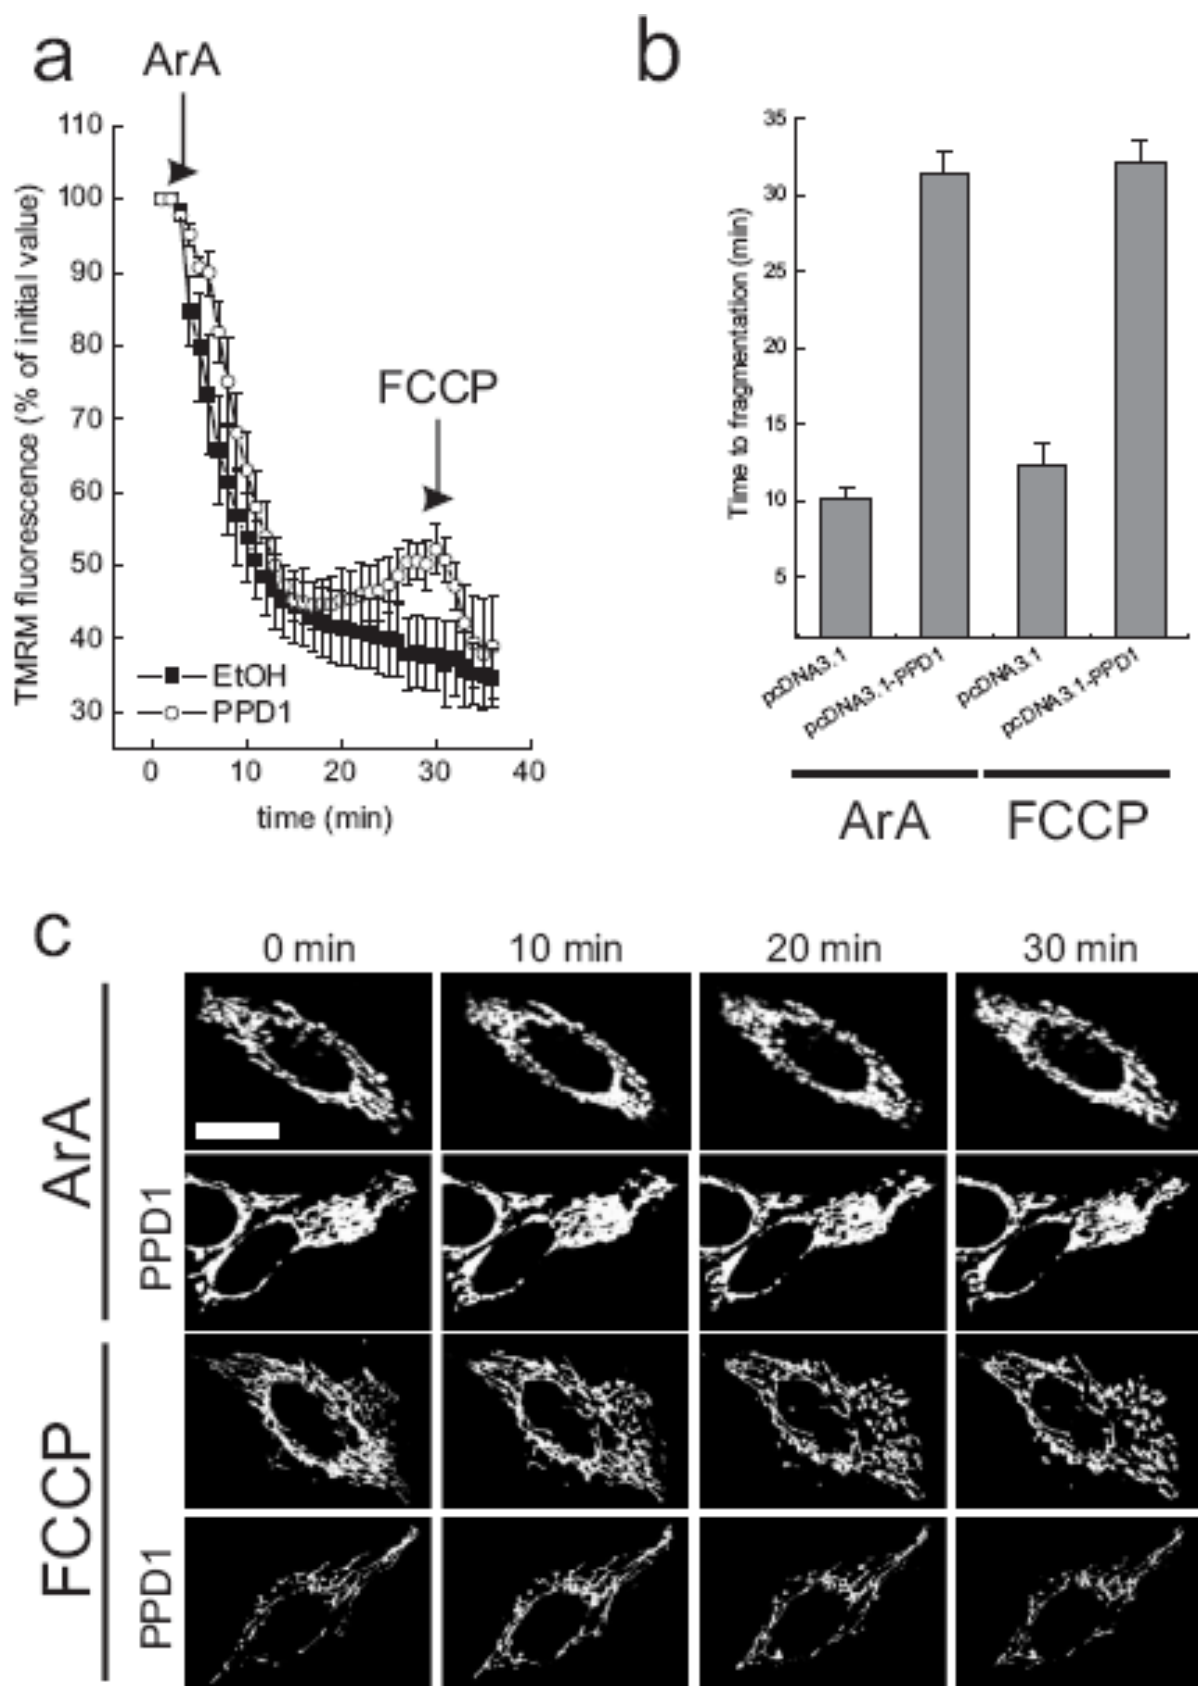 a
ArA
110
100
90
80
70
60
50
40
30
TMRM fluorescence (% of initial value)
FCCP
EtOH
PPD1
0 10 20 30 40
time (min)
b
35
30
25
20
15
10
5
Time to fragmentation (min)
pcDNA3.1
pcDNA3.1-PPD1
pcDNA3.1
pcDNA3.1-PPD1
ArA FCCP
c
0 min 10 min 20 min 30 min
ArA
PPD1
FCCP
PPD1